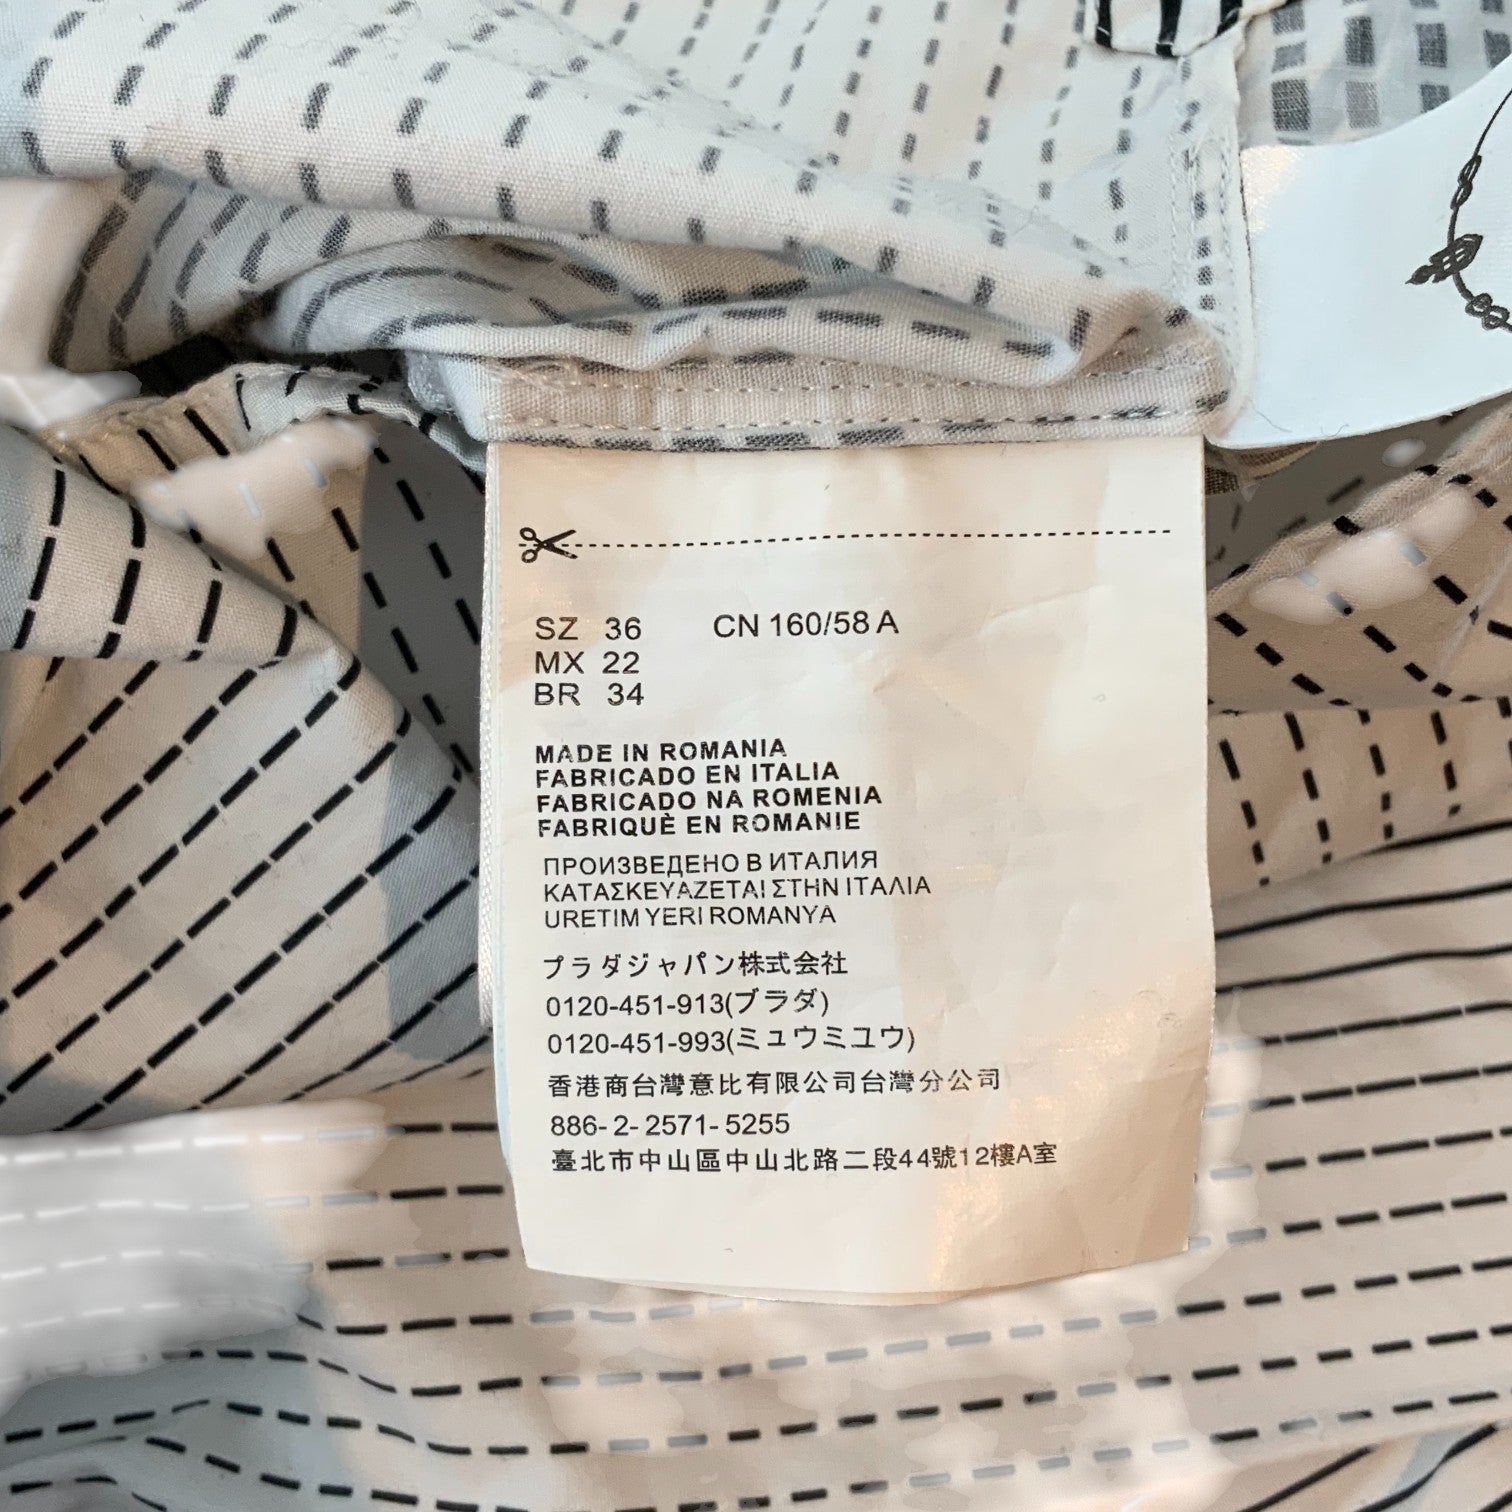 SZ 36 CN 160/58 A
MX 22
BR 34
MADE IN ROMANIA
FABRICADO EN ITALIA
FABRICADO NA ROMENIA
FABRIQUÈ EN ROMANIE
ПРОИЗВЕДЕНО В ИТАЛИЯ
ΚΑΤΑΣΚΕΥΑΖΕΤΑΙ ΣΤΗΝ ΙΤΑΛΙΑ
URETIM YERI ROMANYA
プラダジャパン株式会社
0120-451-913(プラダ)
0120-451-993(ミュウミユウ)
香港商台灣意比有限公司台灣分公司
886-2-2571-5255
臺北市中山區中山北路二段44號12樓A室